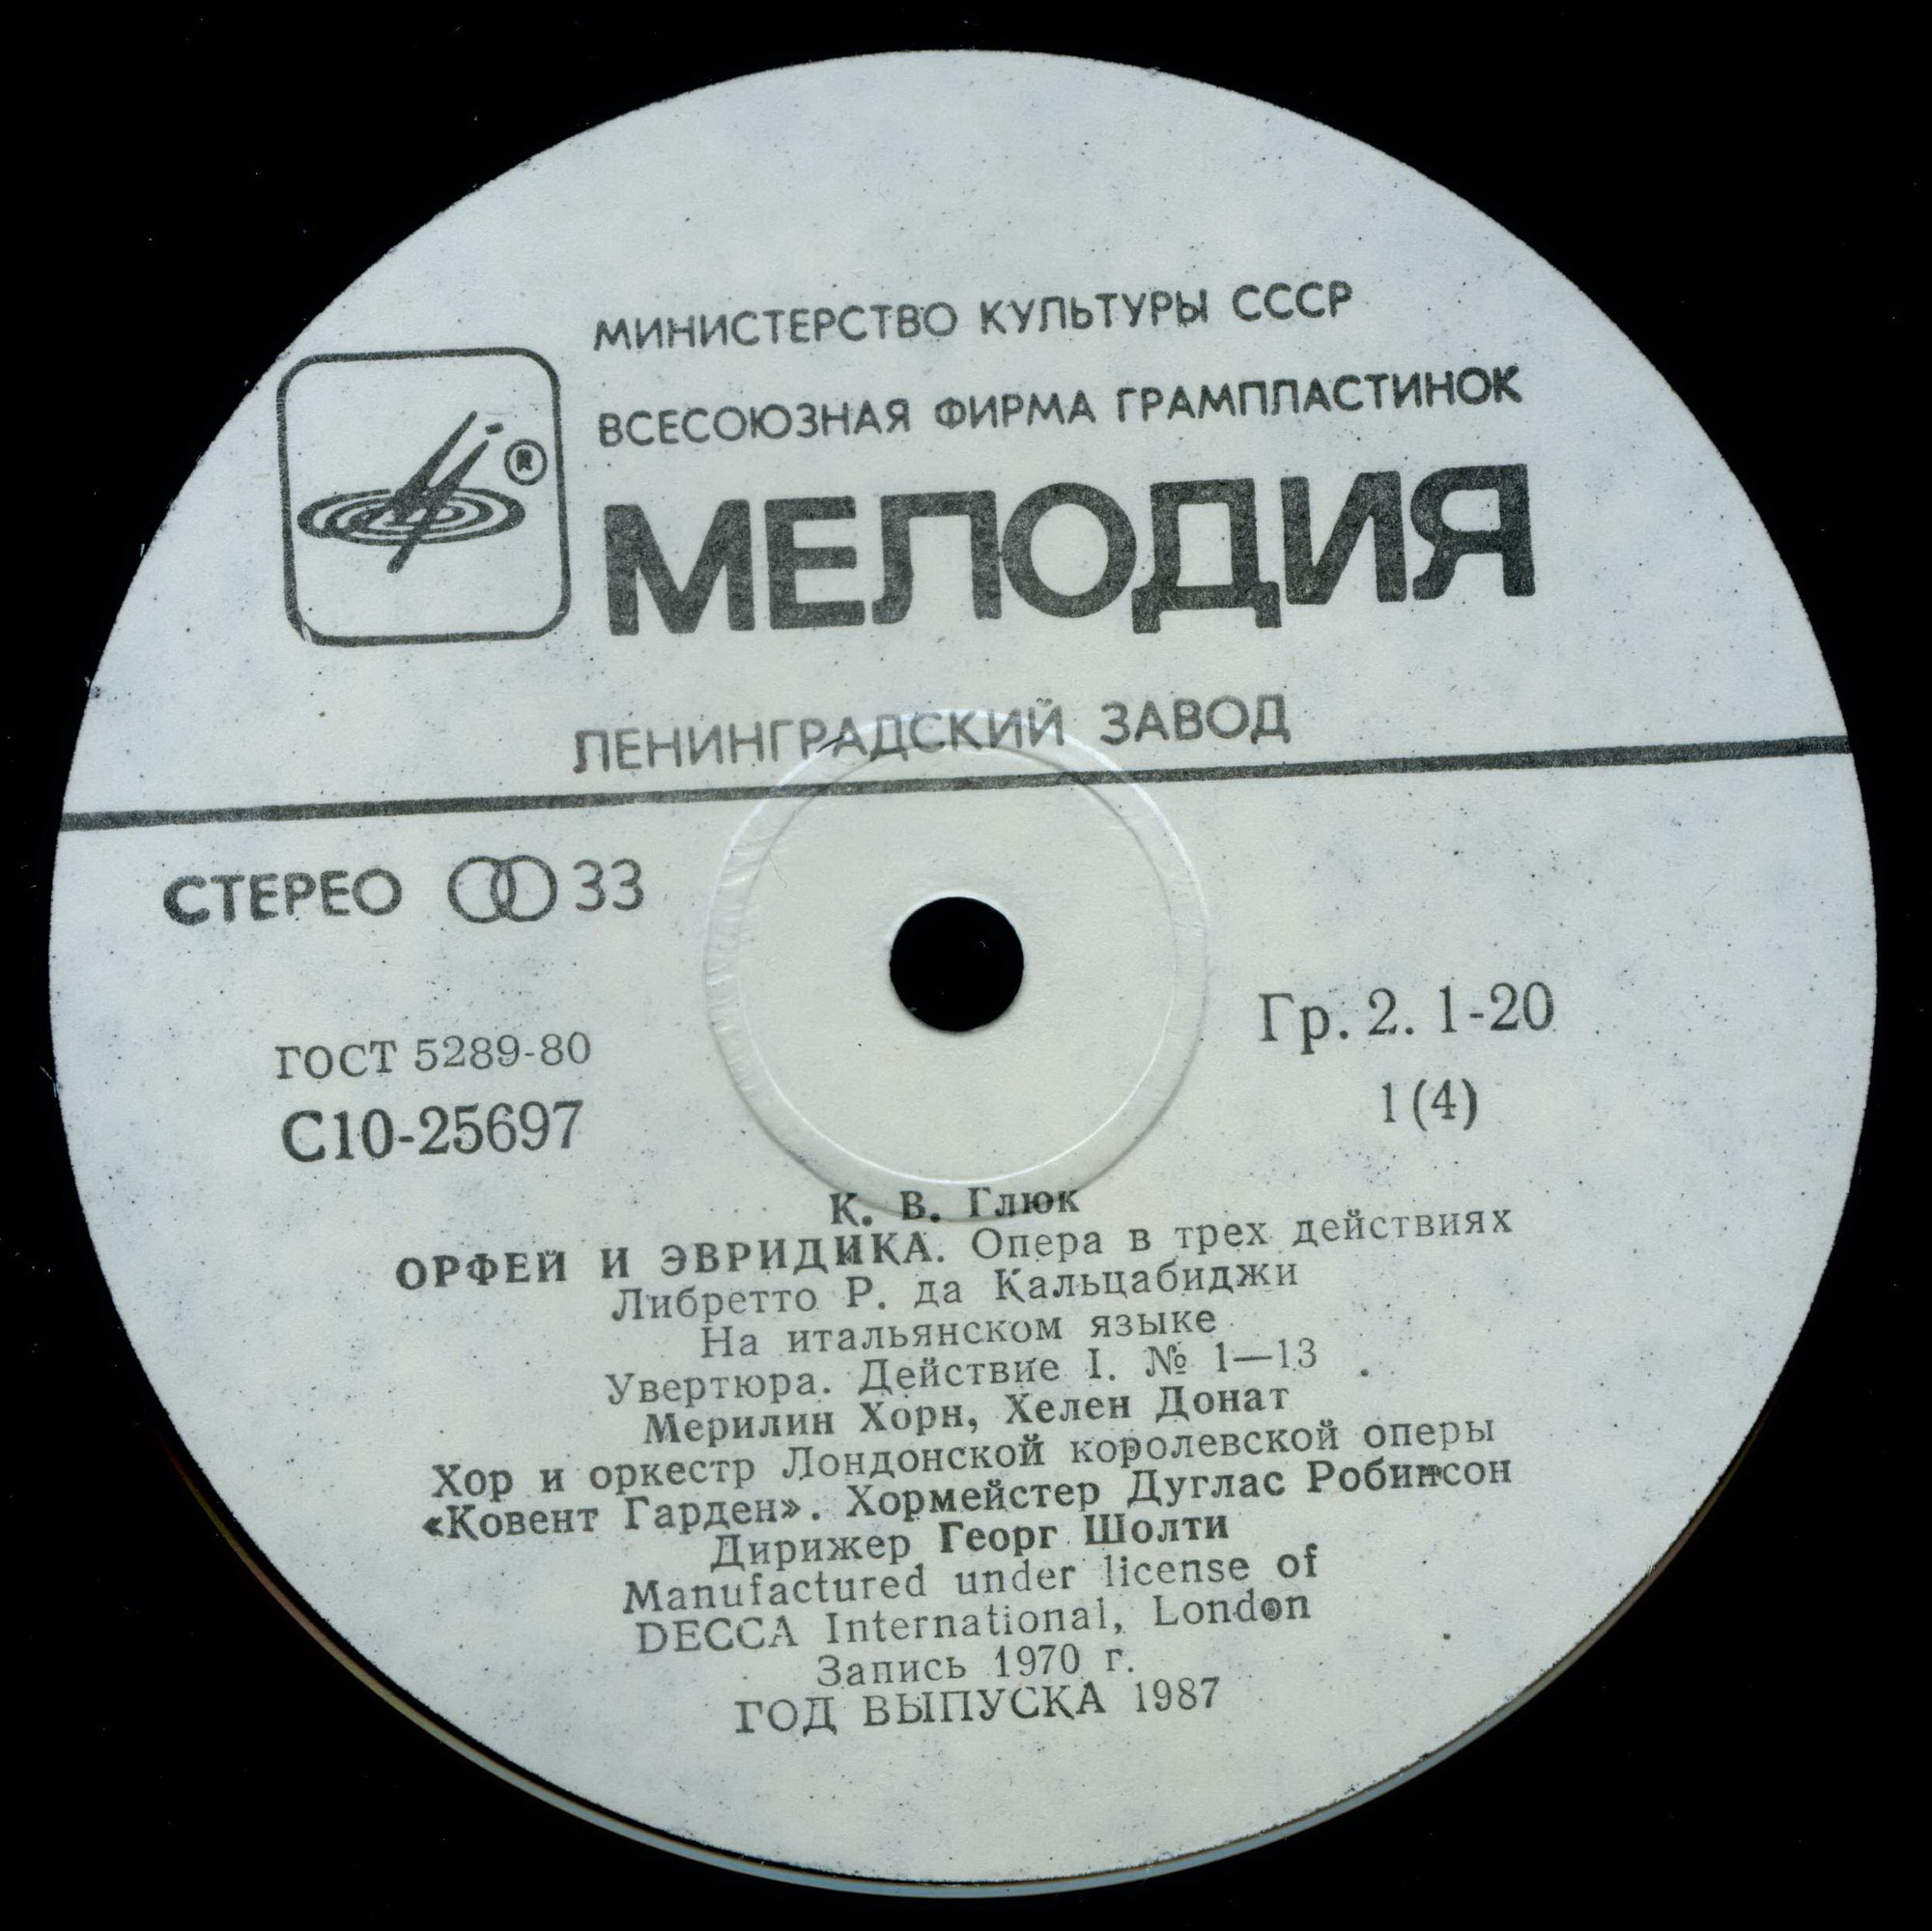 МИНИСТЕРСТВО КУЛЬТУРЫ СССР
ВСЕСОЮЗНАЯ ФИРМА ГРАМПЛАСТИНОК
®
МЕЛОДИЯ
ЛЕНИНГРАДСКИЙ ЗАВОД
СТЕРЕО 33
ГОСТ 5289-80
С10-25697
Гр. 2. 1-20
1 (4)
К. В. Глюк
ОРФЕЙ И ЭВРИДИКА. Опера в трех действиях
Либретто Р. да Кальцабиджи
На итальянском языке
Увертюра. Действие I. № 1—13
Мерилин Хорн, Хелен Донат
Хор и оркестр Лондонской королевской оперы
«Ковент Гарден». Хормейстер Дуглас Робинсон
Дирижер Георг Шолти
Manufactured under license of
DECCA International, London
Запись 1970 г.
ГОД ВЫПУСКА 1987